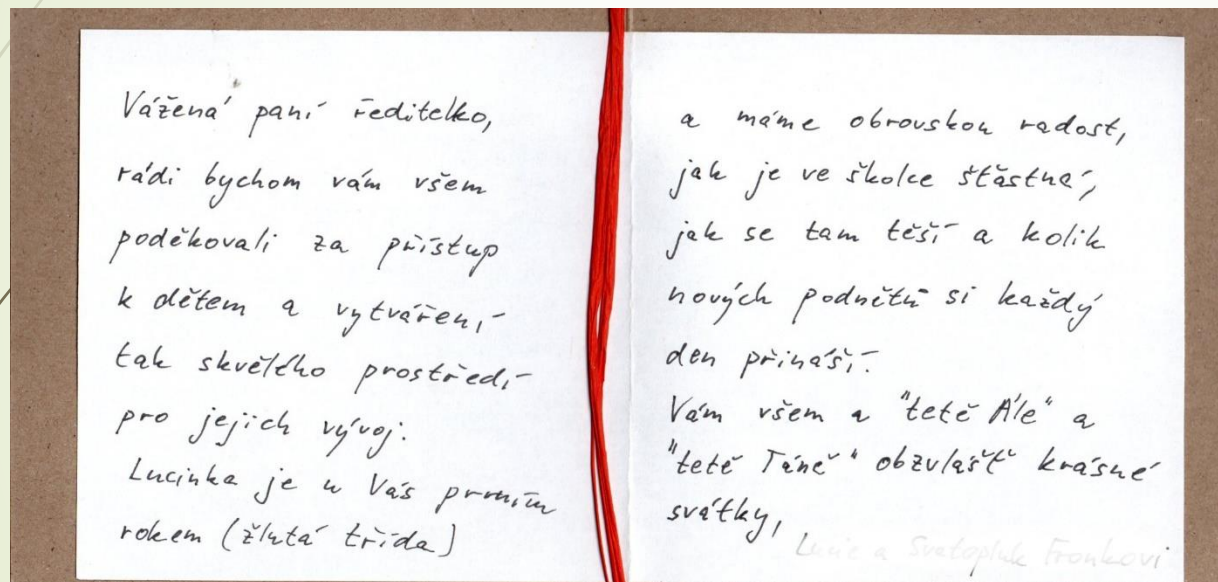 Vážená paní ředitelko,
rádi bychom vám všem
poděkovali za přístup
k dětem a vytváření
tak skvělého prostředí
pro jejich vývoj.
Lucinka je u Vás prvním
rokem (žlutá třída)
a máme obrovskou radost,
jak je ve školce šťastná,
jak se tam těší a kolik
nových podnětů si každý
den přináší.
Vám všem a "tetě Ále" a
"tetě Táně" obzvlášť krásné
svátky,
Lucie a Svatopluk Fronkovi